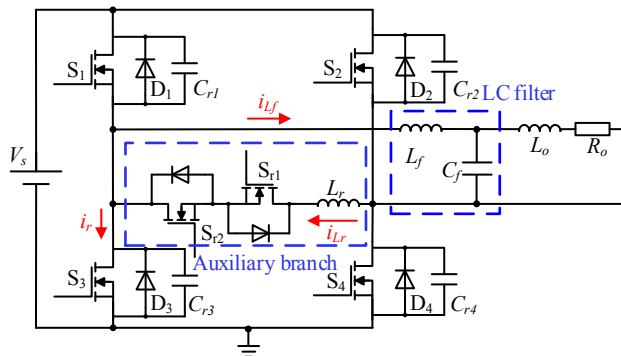 S1
D1
Cr1
S2
D2
Cr2
LC filter
iLf
Vs
Lf
Cf
Lo
Ro
Sr1
Lr
ir
Sr2
iLr
Auxiliary branch
S3
D3
Cr3
S4
D4
Cr4